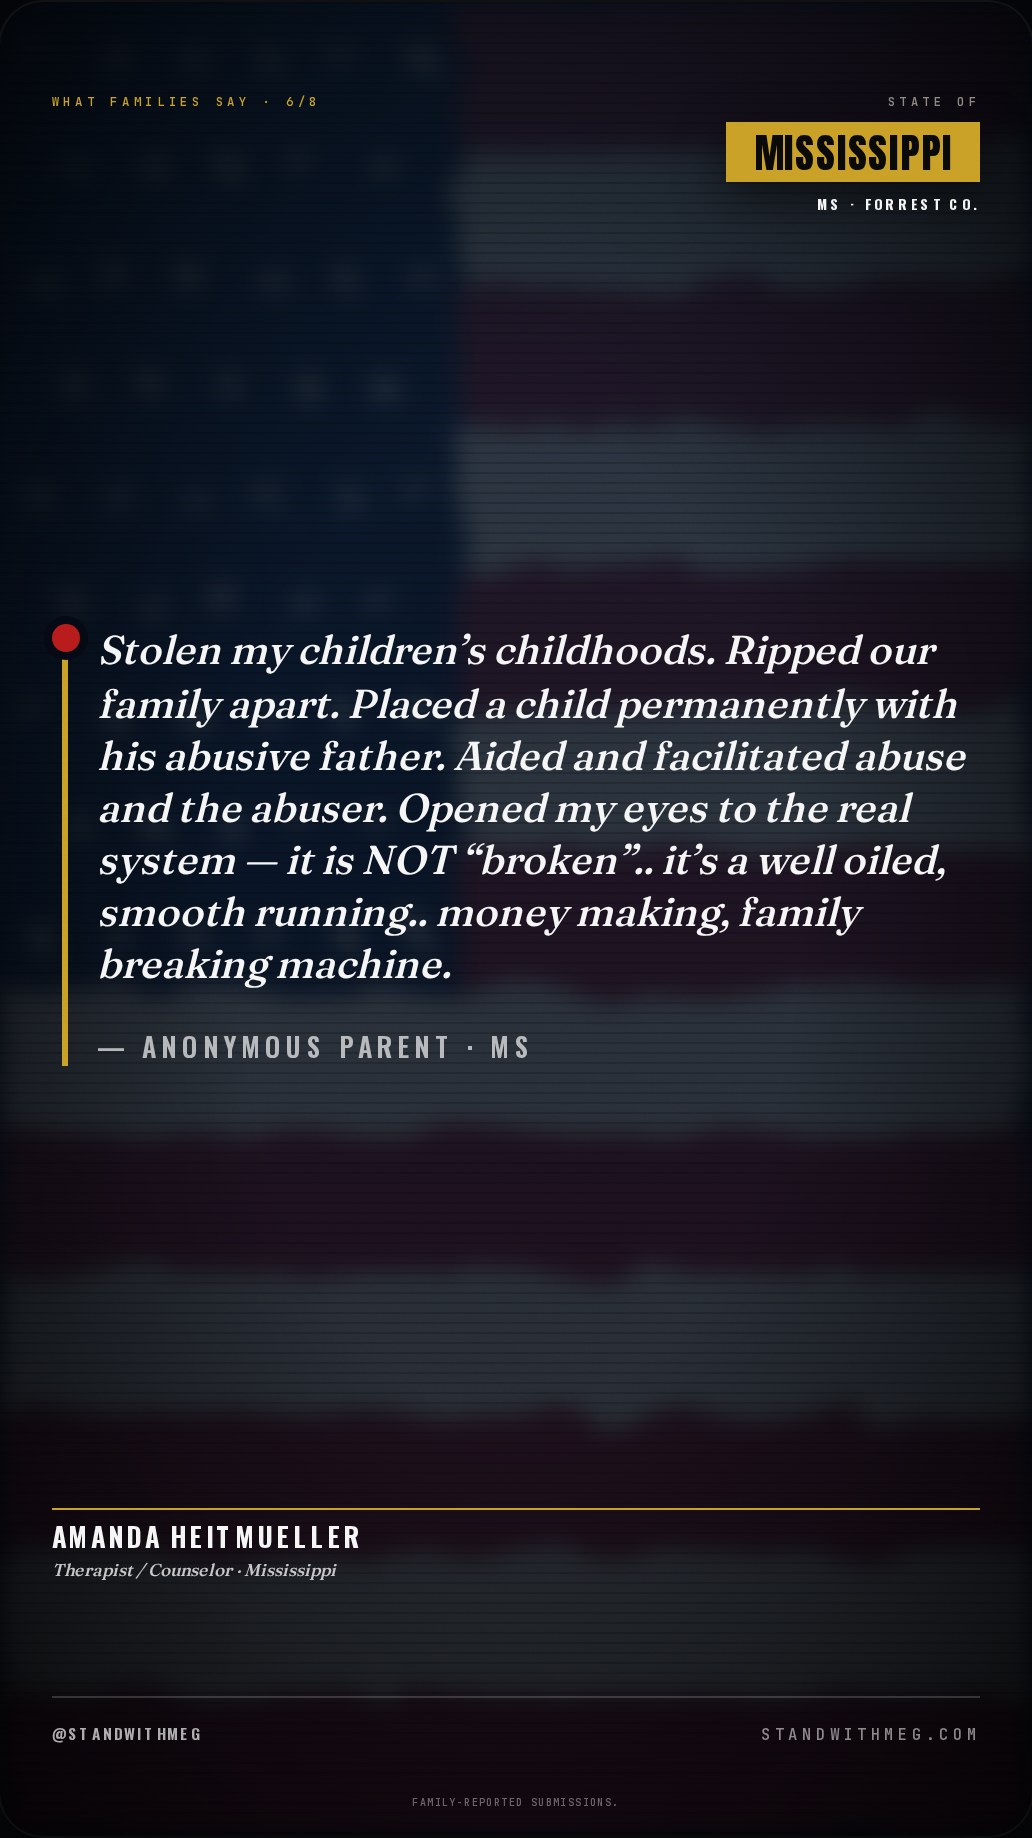 WHAT FAMILIES SAY · 6/8
STATE OF
MISSISSIPPI
MS · FORREST CO.
Stolen my children’s childhoods. Ripped our
family apart. Placed a child permanently with
his abusive father. Aided and facilitated abuse
and the abuser. Opened my eyes to the real
system — it is NOT “broken”.. it’s a well oiled,
smooth running.. money making, family
breaking machine.
— ANONYMOUS PARENT · MS
AMANDA HEITMUELLER
Therapist / Counselor · Mississippi
@STANDWITHMEG
STANDWITHMEG.COM
FAMILY-REPORTED SUBMISSIONS.